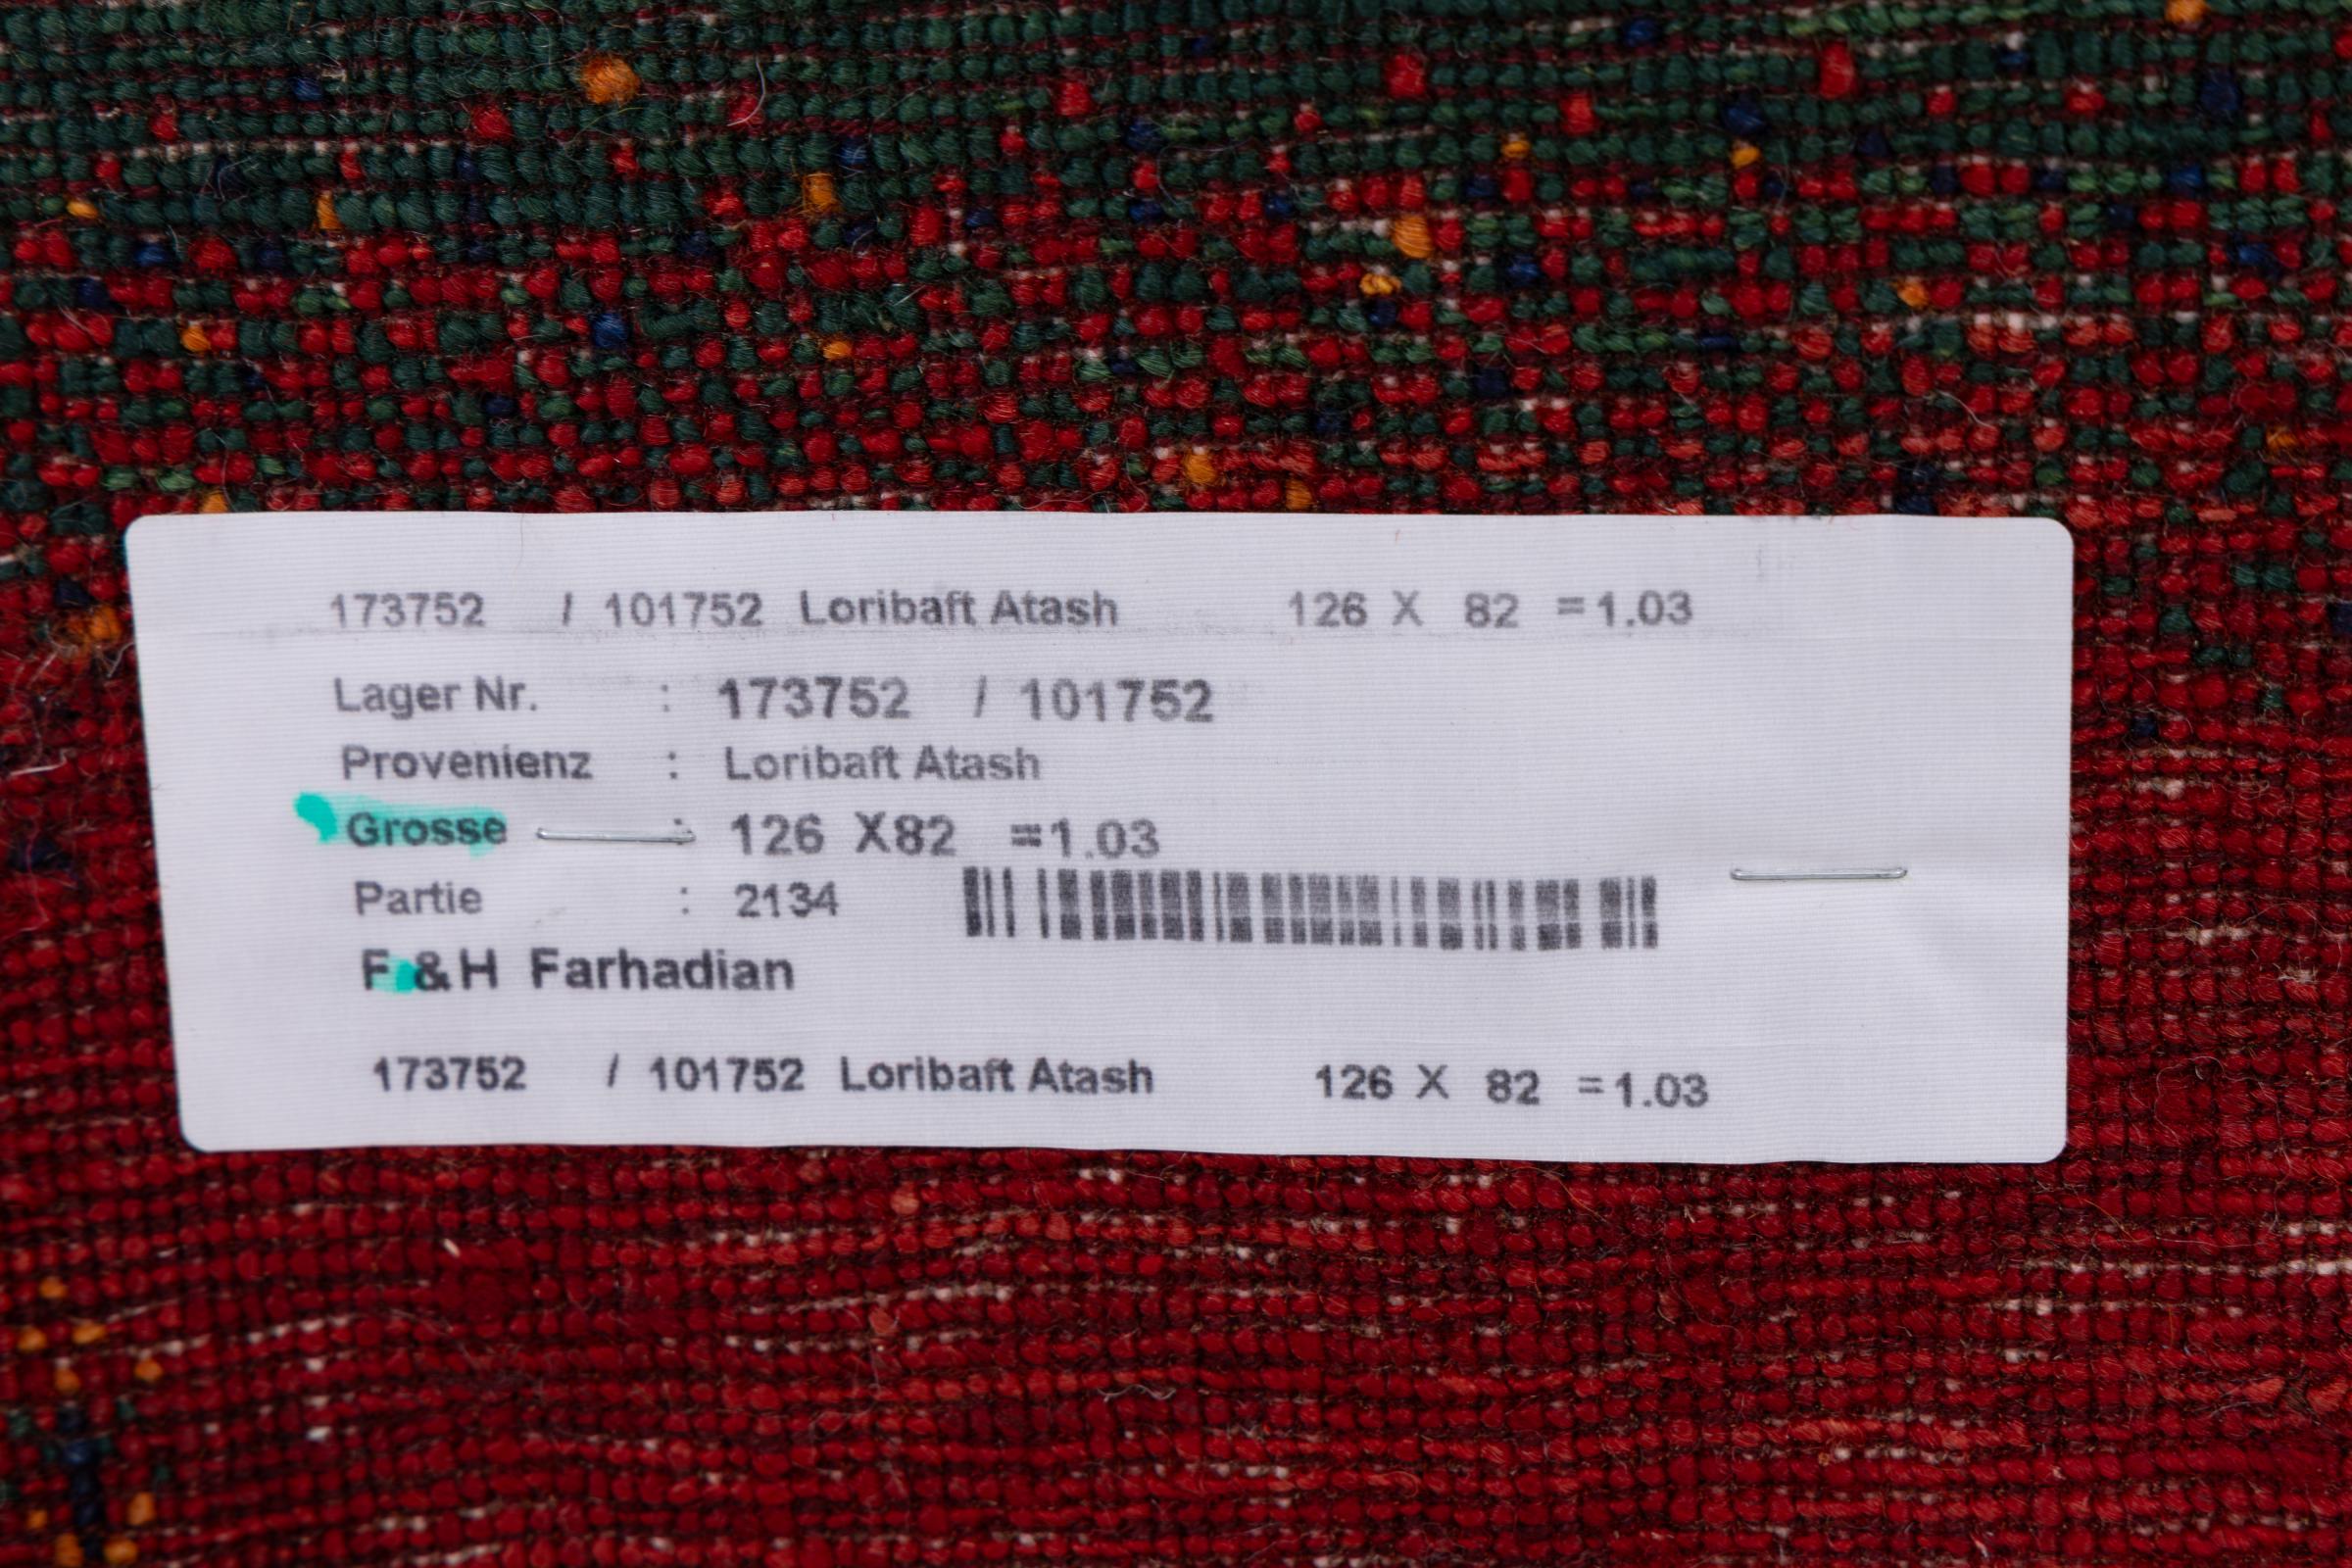 173752 / 101752 Loribaft Atash 126 X 82 =1.03
Lager Nr. : 173752 / 101752
Provenienz : Loribaft Atash
Grosse : 126 X82 =1.03
Partie : 2134
F &H Farhadian
173752 / 101752 Loribaft Atash 126 X 82 =1.03